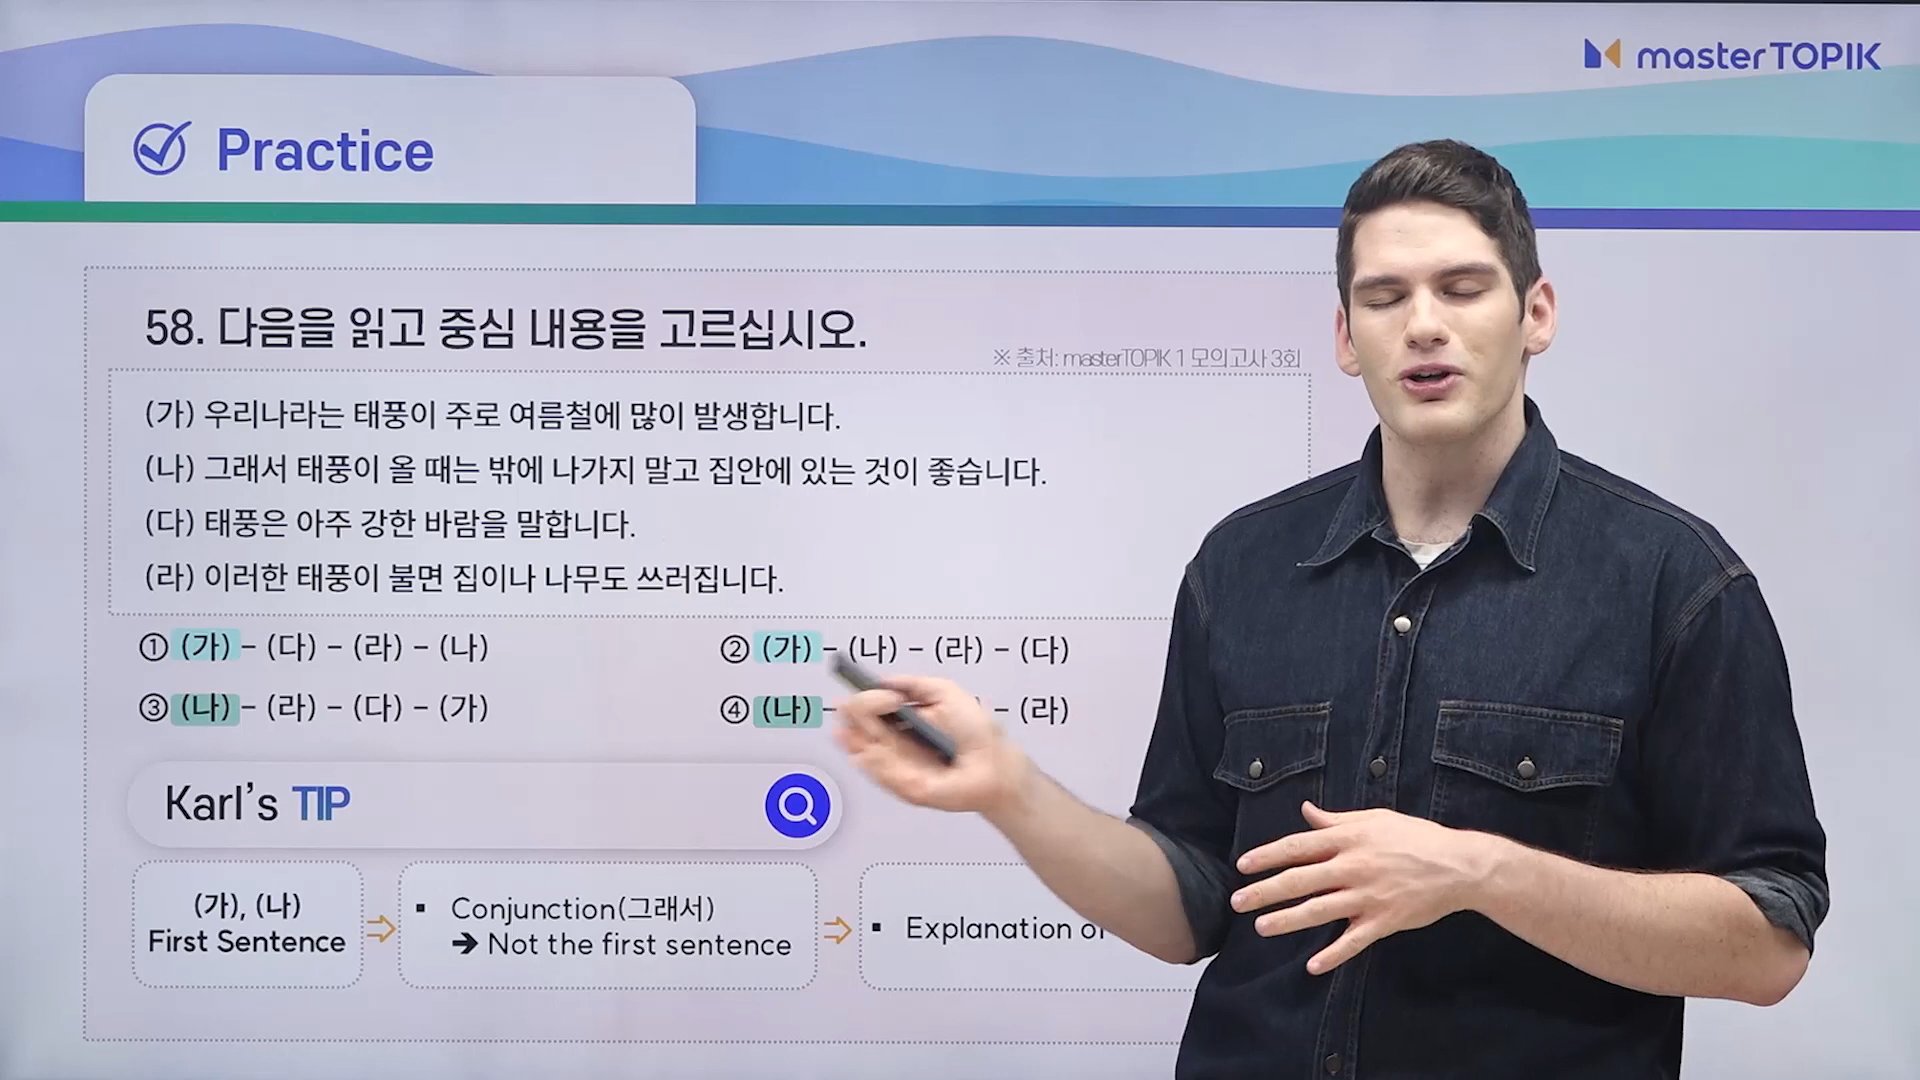 masterTOPIK
Practice
58. 다음을 읽고 중심 내용을 고르십시오.
※ 출처: masterTOPIK 1 모의고사 3회
(가) 우리나라는 태풍이 주로 여름철에 많이 발생합니다.
(나) 그래서 태풍이 올 때는 밖에 나가지 말고 집안에 있는 것이 좋습니다.
(다) 태풍은 아주 강한 바람을 말합니다.
(라) 이러한 태풍이 불면 집이나 나무도 쓰러집니다.
① (가) - (다) - (라) - (나)
② (가) - (나) - (라) - (다)
③ (나) - (라) - (다) - (가)
④ (나) - - (라)
Karl's TIP
(가), (나)
First Sentence
▪ Conjunction(그래서)
➔ Not the first sentence
▪ Explanation of